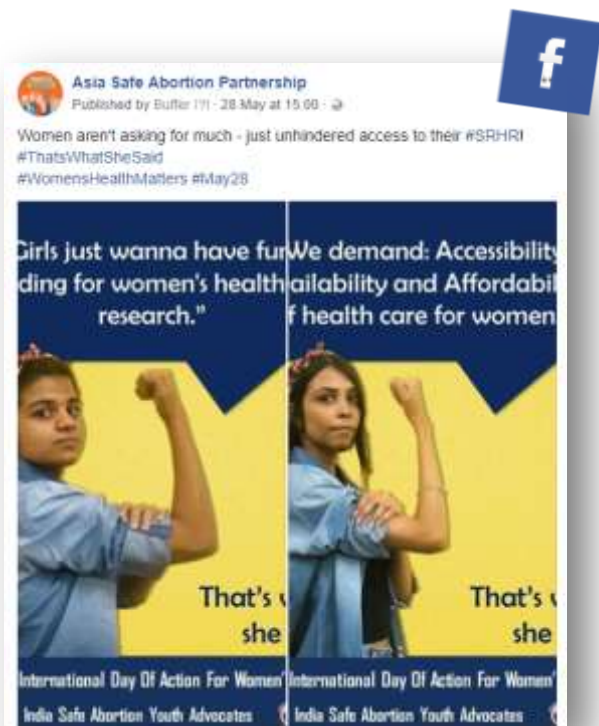 f
Asia Safe Abortion Partnership
Published by Buffer [?] · 28 May at 15:00 ·
Women aren't asking for much - just unhindered access to their #SRHR!
#ThatsWhatSheSaid
#WomensHealthMatters #May28
Girls just wanna have fun
ding for women's health
research."
We demand: Accessibility
ailability and Affordabil
f health care for women
That's
she
That's
she
International Day Of Action For Women'
India Safe Abortion Youth Advocates
International Day Of Action For Women'
India Safe Abortion Youth Advocates